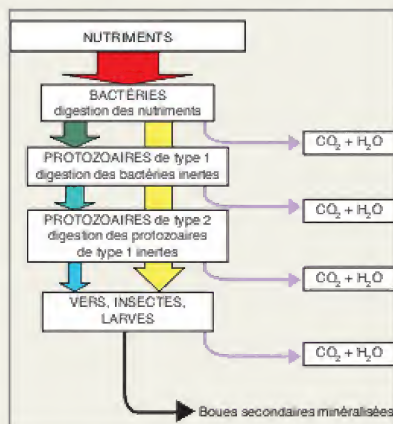 NUTRIMENTS
BACTÉRIES
digestion des nutriments
CO₂ + H₂O
PROTOZOAIRES de type 1
digestion des bactéries inertes
CO₂ + H₂O
PROTOZOAIRES de type 2
digestion des protozoaires
de type 1 inertes
CO₂ + H₂O
VERS, INSECTES,
LARVES
CO₂ + H₂O
Boues secondaires minéralisées